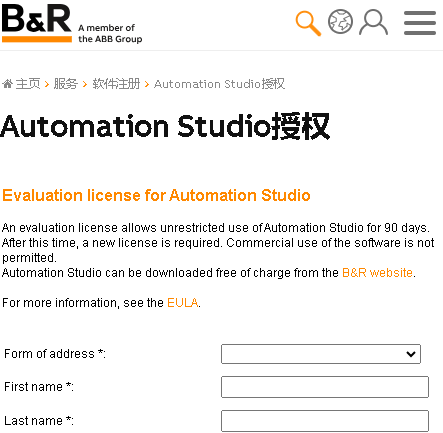 B&R
A member of
the ABB Group
主页 > 服务 > 软件注册 > Automation Studio授权
Automation Studio授权
Evaluation license for Automation Studio
An evaluation license allows unrestricted use of Automation Studio for 90 days.
After this time, a new license is required. Commercial use of the software is not
permitted.
Automation Studio can be downloaded free of charge from the B&R website.
For more information, see the EULA.
Form of address *:
First name *:
Last name *: